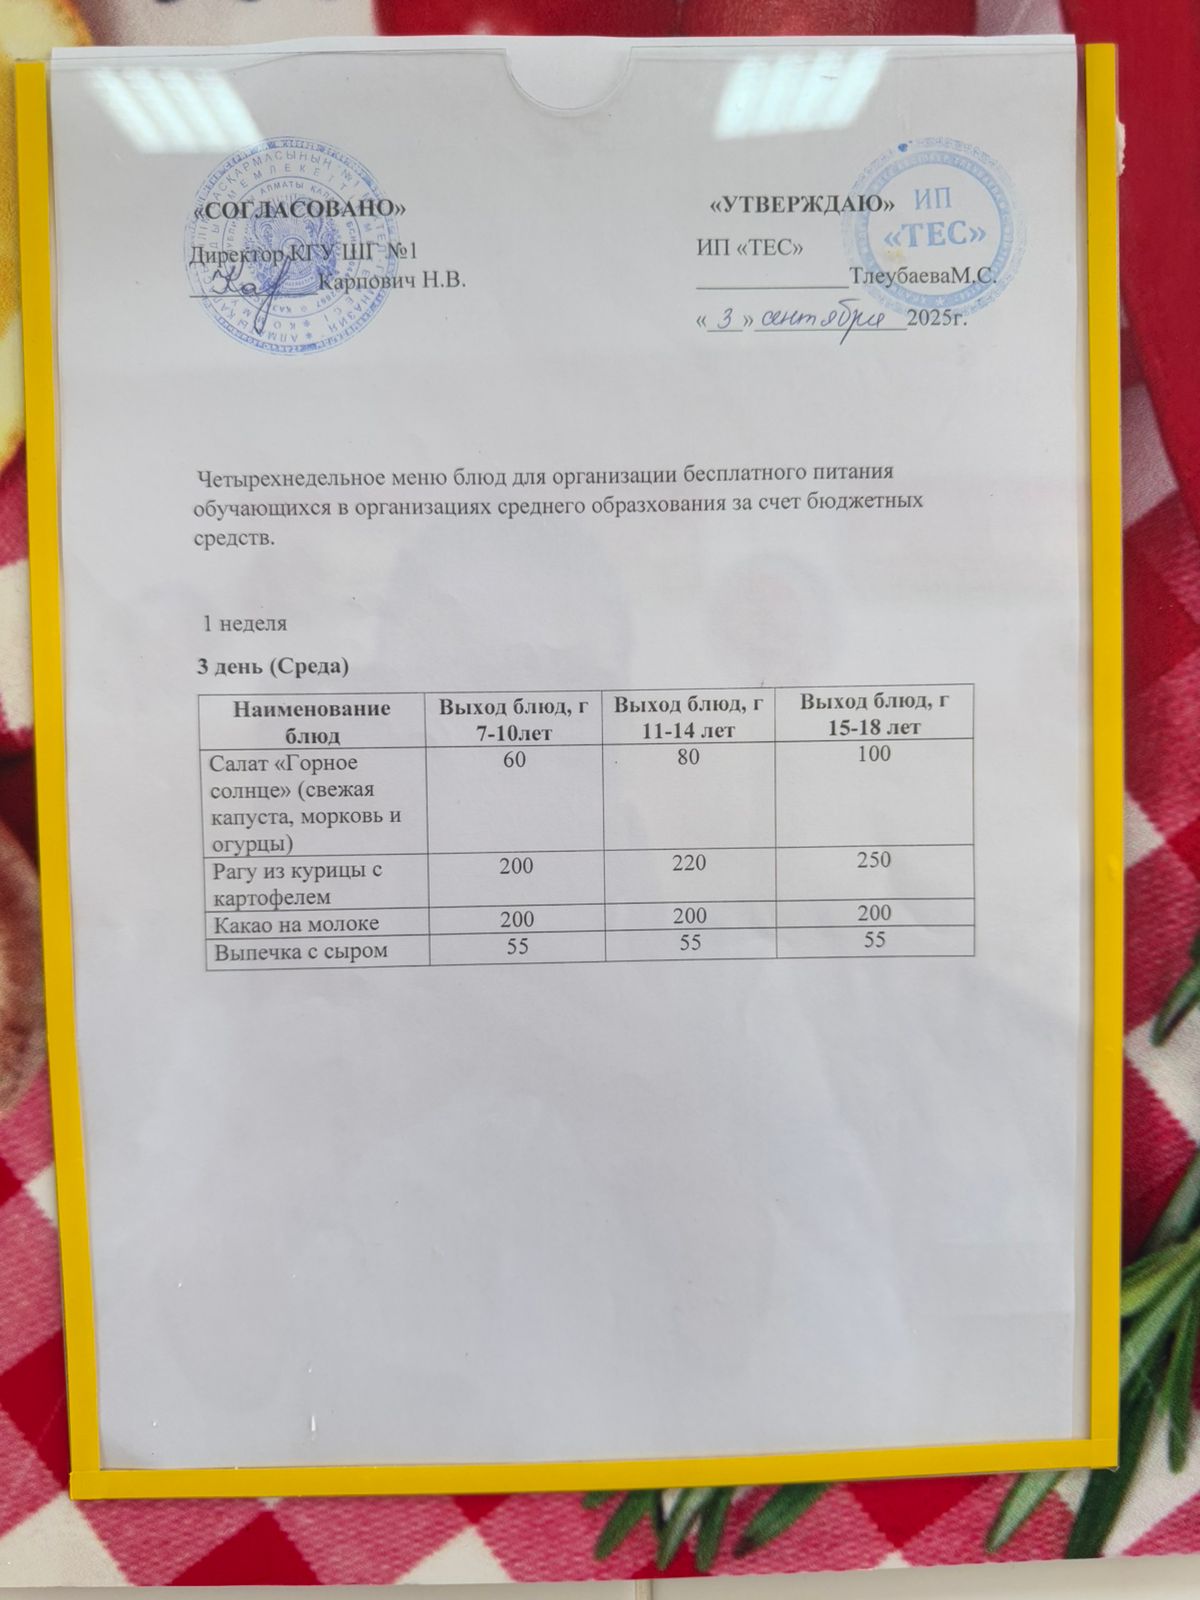 «СОГЛАСОВАНО»
Директор КГУ ШГ №1
Карпович Н.В.
«УТВЕРЖДАЮ»
ИП «ТЕС»
ТлеубаеваМ.С.
« 3 » сентября 2025г.
ИП
«ТЕС»
Четырехнедельное меню блюд для организации бесплатного питания
обучающихся в организациях среднего образхования за счет бюджетных
средств.
1 неделя
3 день (Среда)
Наименование блюд Выход блюд, г 7-10лет Выход блюд, г 11-14 лет Выход блюд, г 15-18 лет
Салат «Горное 60 80 100
солнце» (свежая
капуста, морковь и
огурцы)
Рагу из курицы с 200 220 250
картофелем
Какао на молоке 200 200 200
Выпечка с сыром 55 55 55